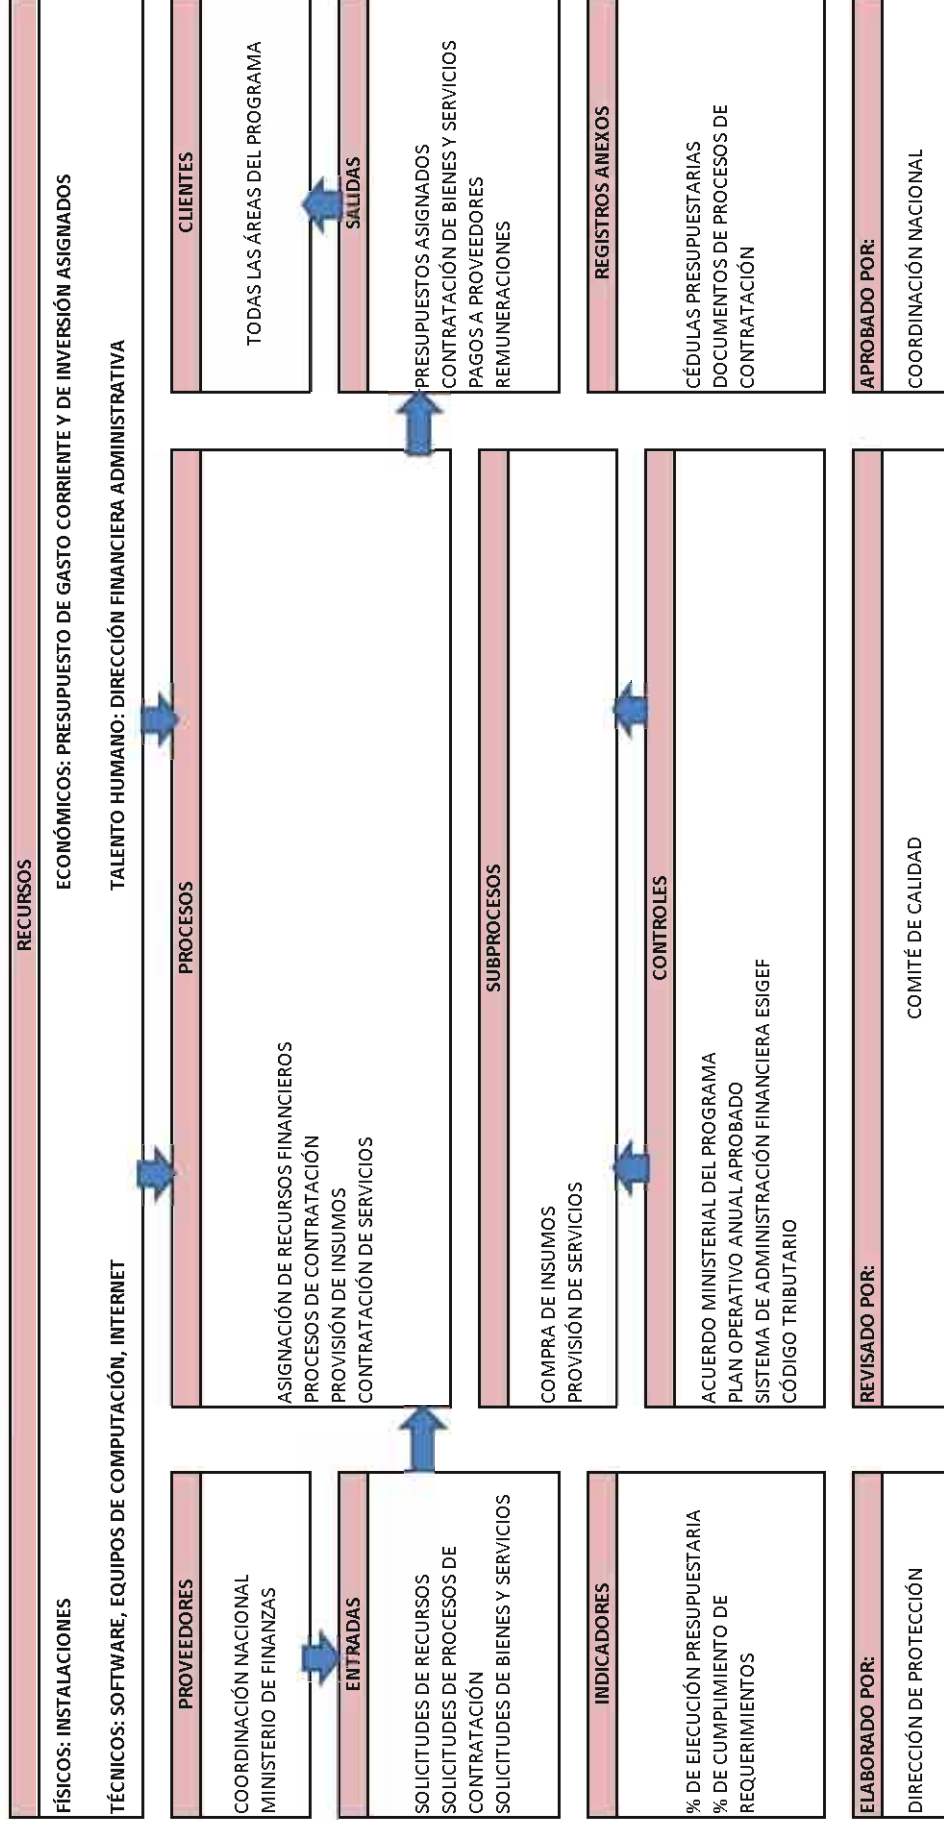 RECURSOS
FÍSICOS: INSTALACIONES
ECONÓMICOS: PRESUPUESTO DE GASTO CORRIENTE Y DE INVERSIÓN ASIGNADOS
TÉCNICOS: SOFTWARE, EQUIPOS DE COMPUTACIÓN, INTERNET
TALENTO HUMANO: DIRECCIÓN FINANCIERA ADMINISTRATIVA
PROVEEDORES
COORDINACIÓN NACIONAL
MINISTERIO DE FINANZAS
ENTRADAS
SOLICITUDES DE RECURSOS
SOLICITUDES DE PROCESOS DE
CONTRATACIÓN
SOLICITUDES DE BIENES Y SERVICIOS
INDICADORES
% DE EJECUCIÓN PRESUPUESTARIA
% DE CUMPLIMIENTO DE
REQUERIMIENTOS
ELABORADO POR:
DIRECCIÓN DE PROTECCIÓN
PROCESOS
ASIGNACIÓN DE RECURSOS FINANCIEROS
PROCESOS DE CONTRATACIÓN
PROVISIÓN DE INSUMOS
CONTRATACIÓN DE SERVICIOS
SUBPROCESOS
COMPRA DE INSUMOS
PROVISIÓN DE SERVICIOS
CONTROLES
ACUERDO MINISTERIAL DEL PROGRAMA
PLAN OPERATIVO ANUAL APROBADO
SISTEMA DE ADMINISTRACIÓN FINANCIERA ESIGEF
CÓDIGO TRIBUTARIO
REVISADO POR:
COMITÉ DE CALIDAD
CLIENTES
TODAS LAS ÁREAS DEL PROGRAMA
SALIDAS
PRESUPUESTOS ASIGNADOS
CONTRATACIÓN DE BIENES Y SERVICIOS
PAGOS A PROVEEDORES
REMUNERACIONES
REGISTROS ANEXOS
CÉDULAS PRESUPUESTARIAS
DOCUMENTOS DE PROCESOS DE
CONTRATACIÓN
APROBADO POR:
COORDINACIÓN NACIONAL